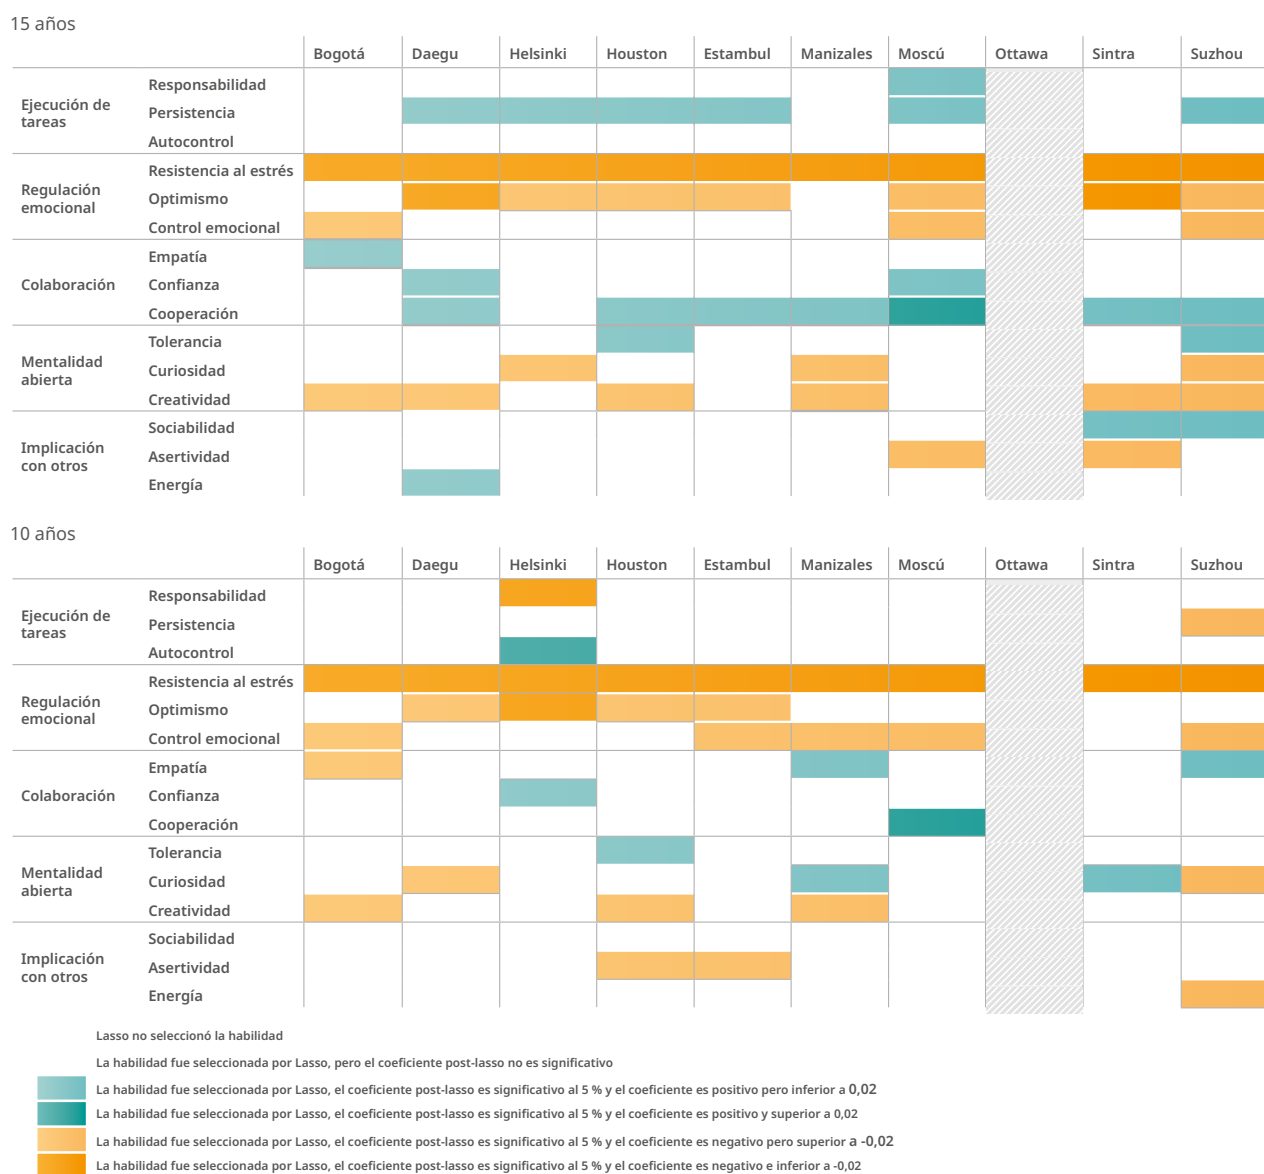 15 años
Bogotá Daegu Helsinki Houston Estambul Manizales Moscú Ottawa Sintra Suzhou
Ejecución de tareas
Responsabilidad
Persistencia
Autocontrol
Regulación emocional
Resistencia al estrés
Optimismo
Control emocional
Colaboración
Empatía
Confianza
Cooperación
Mentalidad abierta
Tolerancia
Curiosidad
Creatividad
Implicación con otros
Sociabilidad
Asertividad
Energía
10 años
Bogotá Daegu Helsinki Houston Estambul Manizales Moscú Ottawa Sintra Suzhou
Ejecución de tareas
Responsabilidad
Persistencia
Autocontrol
Regulación emocional
Resistencia al estrés
Optimismo
Control emocional
Colaboración
Empatía
Confianza
Cooperación
Mentalidad abierta
Tolerancia
Curiosidad
Creatividad
Implicación con otros
Sociabilidad
Asertividad
Energía
Lasso no seleccionó la habilidad
La habilidad fue seleccionada por Lasso, pero el coeficiente post-lasso no es significativo
La habilidad fue seleccionada por Lasso, el coeficiente post-lasso es significativo al 5 % y el coeficiente es positivo pero inferior a 0,02
La habilidad fue seleccionada por Lasso, el coeficiente post-lasso es significativo al 5 % y el coeficiente es positivo y superior a 0,02
La habilidad fue seleccionada por Lasso, el coeficiente post-lasso es significativo al 5 % y el coeficiente es negativo pero superior a -0,02
La habilidad fue seleccionada por Lasso, el coeficiente post-lasso es significativo al 5 % y el coeficiente es negativo e inferior a -0,02